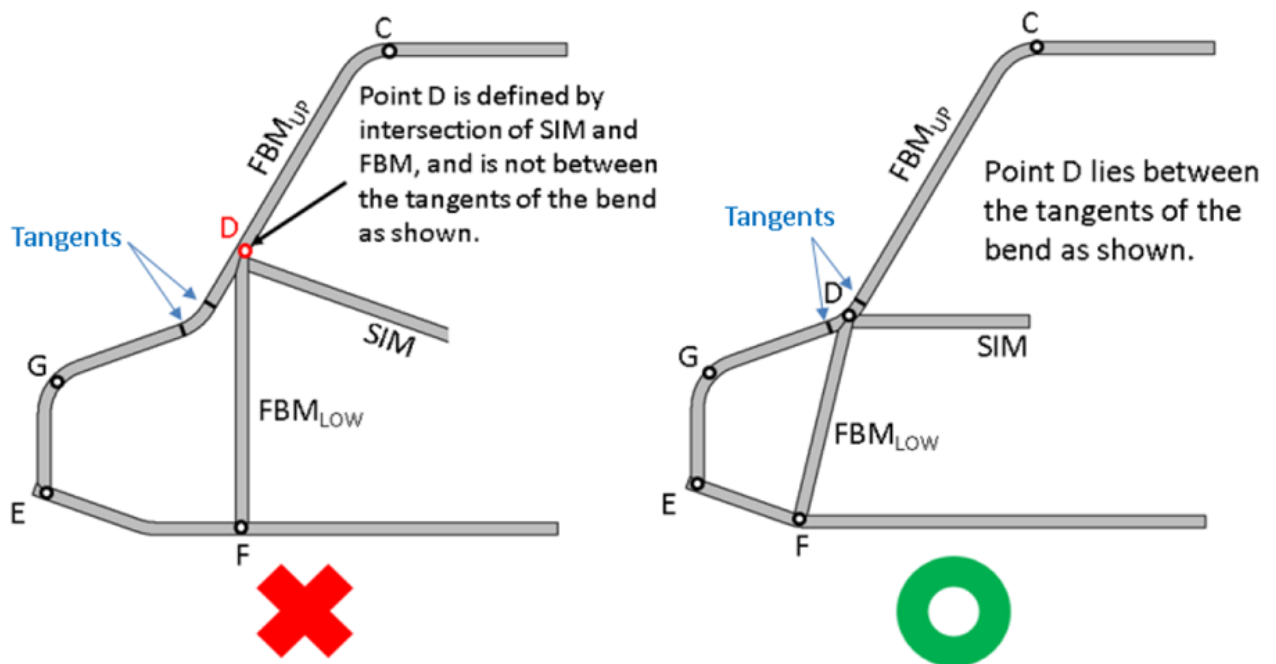 C
FBM_UP
Point D is defined by
intersection of SIM and
FBM, and is not between
the tangents of the bend
as shown.
D
Tangents
SIM
G
FBM_LOW
E
F
C
FBM_UP
Point D lies between
the tangents of the
bend as shown.
Tangents
D
SIM
G
FBM_LOW
E
F